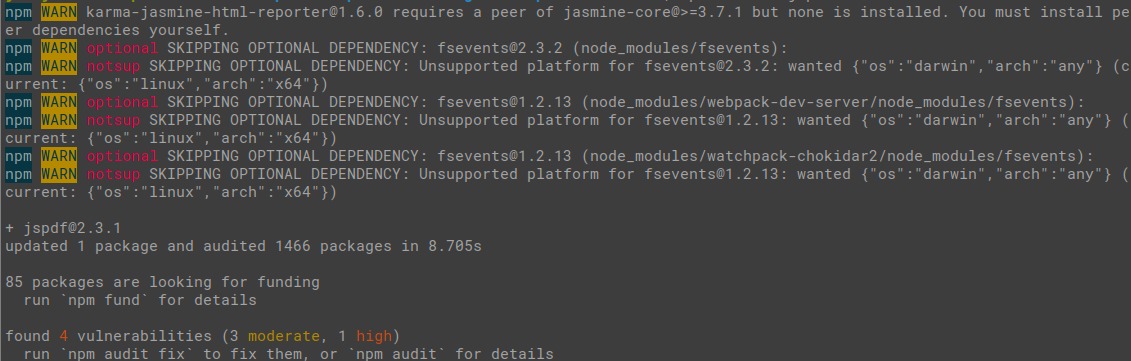 npm WARN karma-jasmine-html-reporter@1.6.0 requires a peer of jasmine-core@>=3.7.1 but none is installed. You must install pe
er dependencies yourself.
npm WARN optional SKIPPING OPTIONAL DEPENDENCY: fsevents@2.3.2 (node_modules/fsevents):
npm WARN notsup SKIPPING OPTIONAL DEPENDENCY: Unsupported platform for fsevents@2.3.2: wanted {"os":"darwin","arch":"any"} (c
urrent: {"os":"linux","arch":"x64"})
npm WARN optional SKIPPING OPTIONAL DEPENDENCY: fsevents@1.2.13 (node_modules/webpack-dev-server/node_modules/fsevents):
npm WARN notsup SKIPPING OPTIONAL DEPENDENCY: Unsupported platform for fsevents@1.2.13: wanted {"os":"darwin","arch":"any"} (
current: {"os":"linux","arch":"x64"})
npm WARN optional SKIPPING OPTIONAL DEPENDENCY: fsevents@1.2.13 (node_modules/watchpack-chokidar2/node_modules/fsevents):
npm WARN notsup SKIPPING OPTIONAL DEPENDENCY: Unsupported platform for fsevents@1.2.13: wanted {"os":"darwin","arch":"any"} (
current: {"os":"linux","arch":"x64"})
+ jspdf@2.3.1
updated 1 package and audited 1466 packages in 8.705s
85 packages are looking for funding
run `npm fund` for details
found 4 vulnerabilities (3 moderate, 1 high)
run `npm audit fix` to fix them, or `npm audit` for details